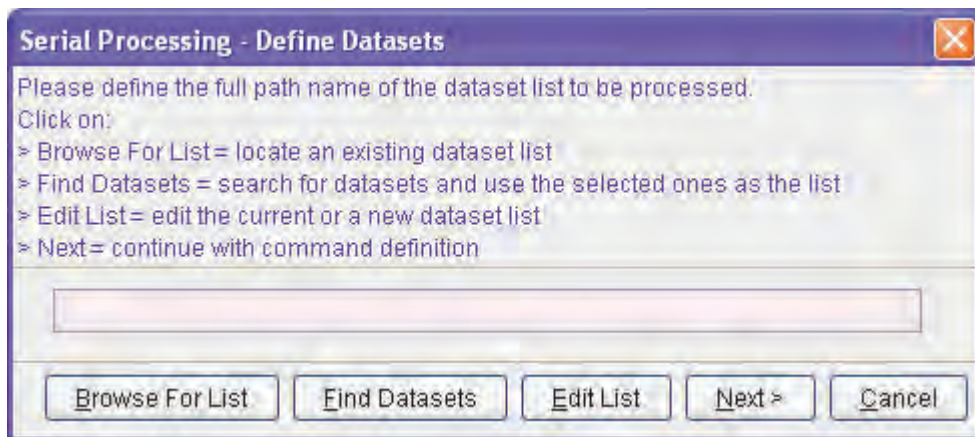 Serial Processing - Define Datasets
Please define the full path name of the dataset list to be processed.
Click on:
> Browse For List = locate an existing dataset list
> Find Datasets = search for datasets and use the selected ones as the list
> Edit List = edit the current or a new dataset list
> Next = continue with command definition
Browse For List Find Datasets Edit List Next > Cancel